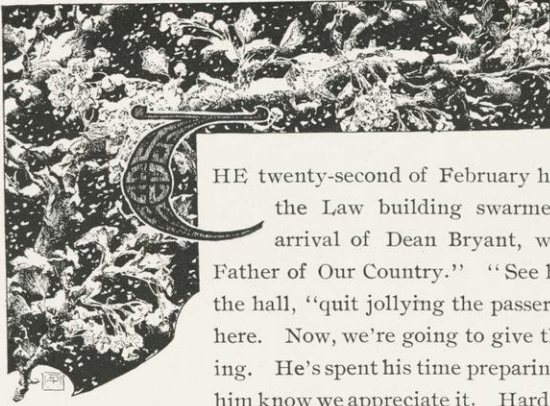 THE twenty-second of February h
the Law building swarme
arrival of Dean Bryant, w
Father of Our Country.” “See h
the hall, “quit jollying the passer
here. Now, we're going to give t
ing. He's spent his time preparin
him know we appreciate it. Hard